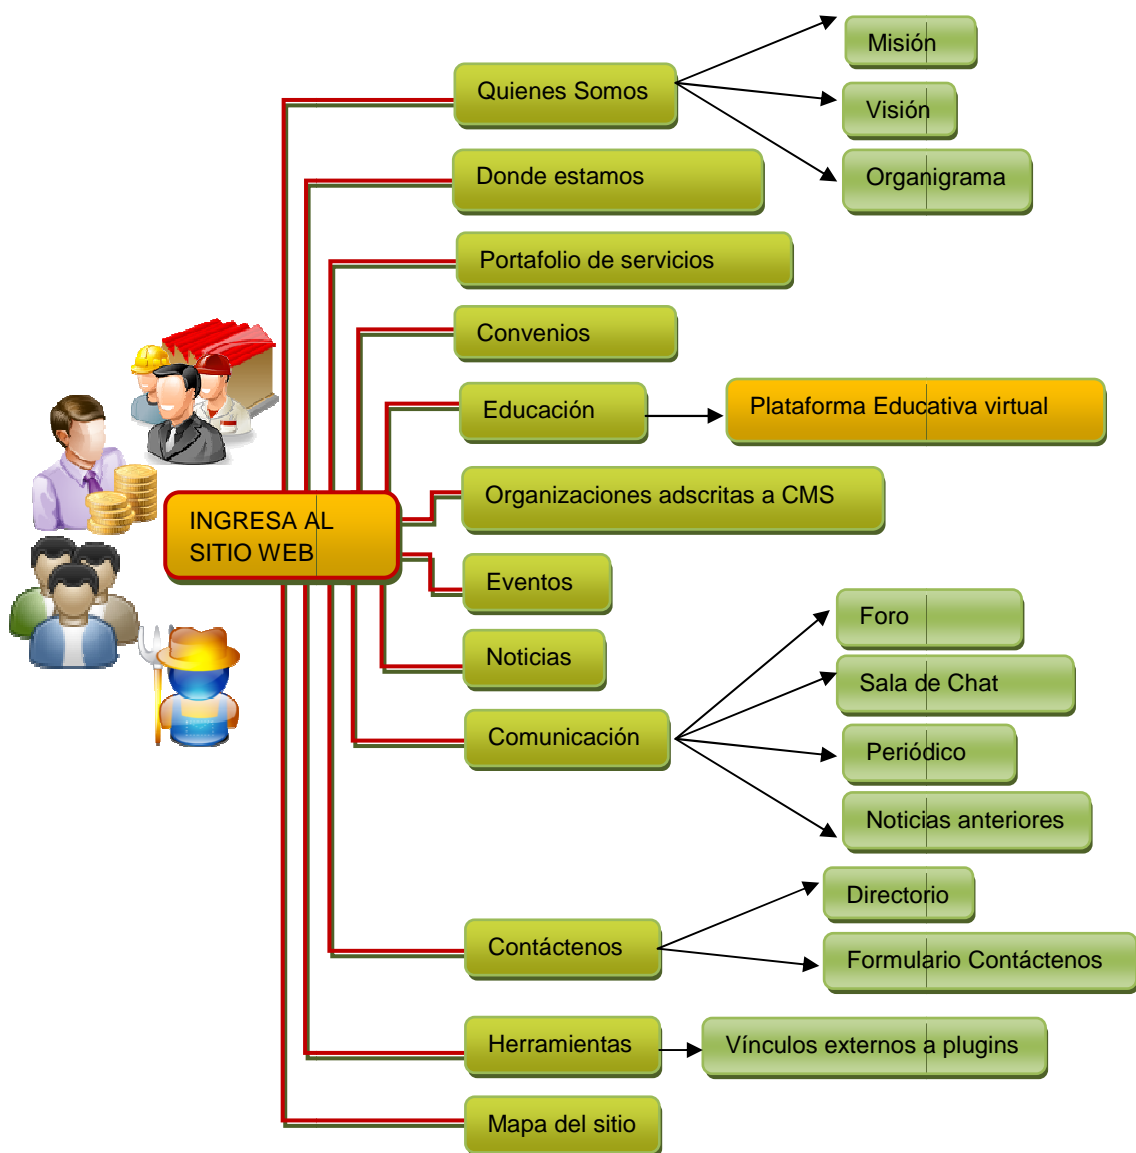 Quienes Somos
Misión
Visión
Organigrama
Donde estamos
Portafolio de servicios
Convenios
Educación
Plataforma Educativa virtual
INGRESA AL
SITIO WEB
Organizaciones adscritas a CMS
Eventos
Noticias
Comunicación
Foro
Sala de Chat
Periódico
Noticias anteriores
Contáctenos
Directorio
Formulario Contáctenos
Herramientas
Vínculos externos a plugins
Mapa del sitio